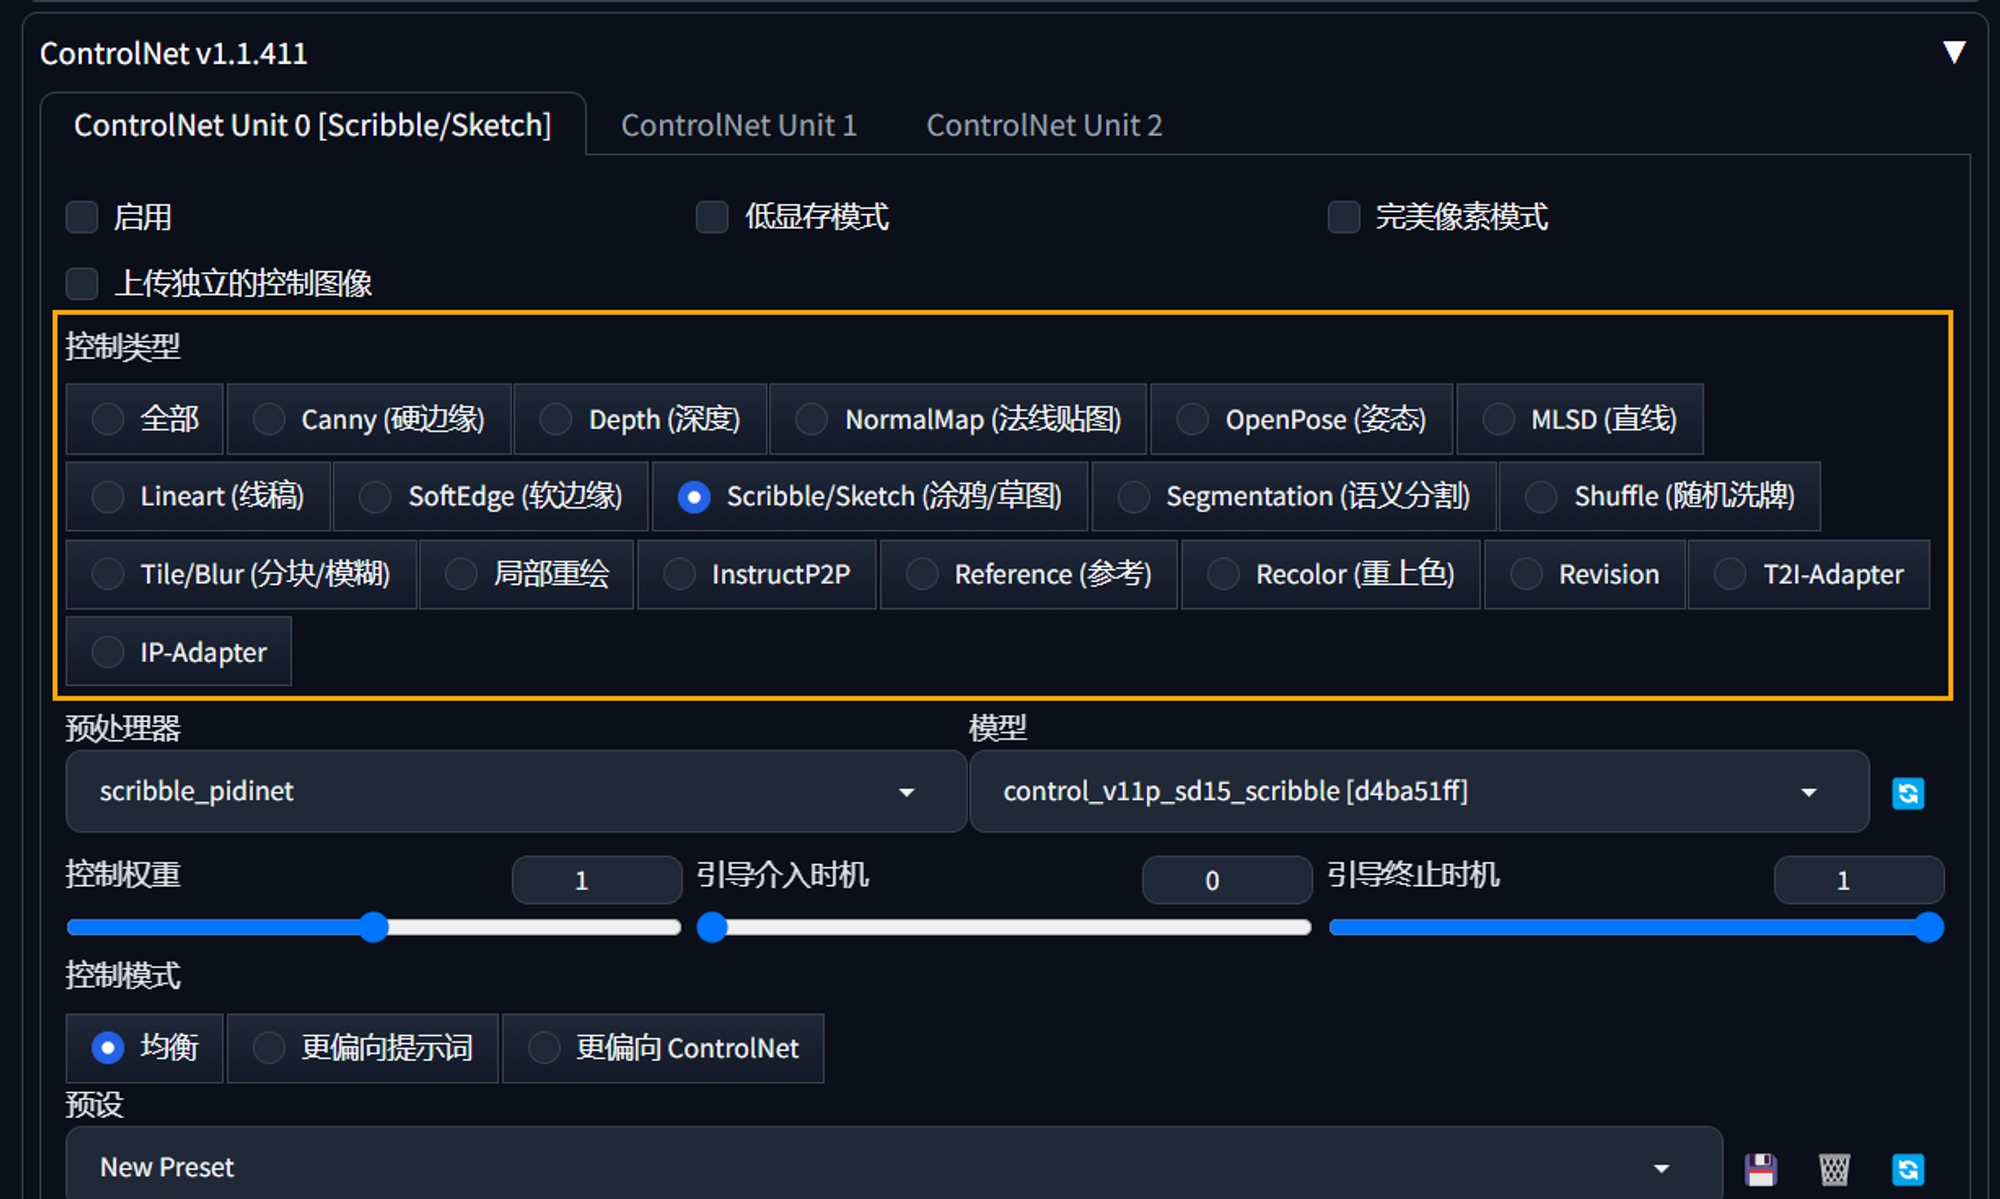 ControlNet v1.1.411
ControlNet Unit 0 [Scribble/Sketch] ControlNet Unit 1 ControlNet Unit 2
启用 低显存模式 完美像素模式
上传独立的控制图像
控制类型
全部 Canny (硬边缘) Depth (深度) NormalMap (法线贴图) OpenPose (姿态) MLSD (直线)
Lineart (线稿) SoftEdge (软边缘) Scribble/Sketch (涂鸦/草图) Segmentation (语义分割) Shuffle (随机洗牌)
Tile/Blur (分块/模糊) 局部重绘 InstructP2P Reference (参考) Recolor (重上色) Revision T2I-Adapter
IP-Adapter
预处理器 模型
scribble_pidinet control_v11p_sd15_scribble [d4ba51ff]
控制权重 1 引导介入时机 0 引导终止时机 1
控制模式
均衡 更偏向提示词 更偏向 ControlNet
预设
New Preset